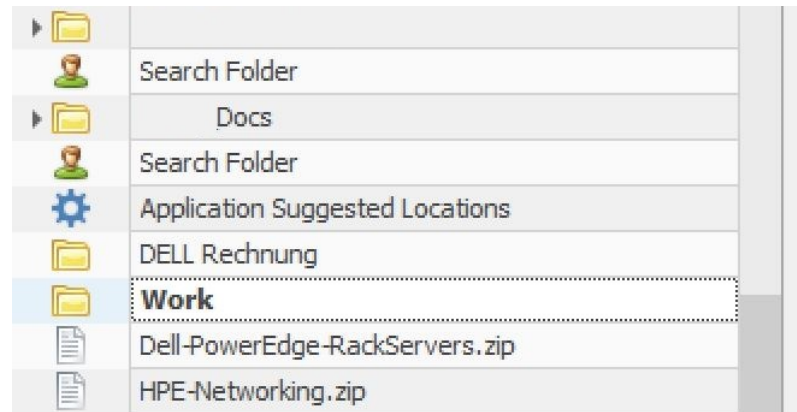 Search Folder
Docs
Search Folder
Application Suggested Locations
DELL Rechnung
Work
Dell-PowerEdge-RackServers.zip
HPE-Networking.zip